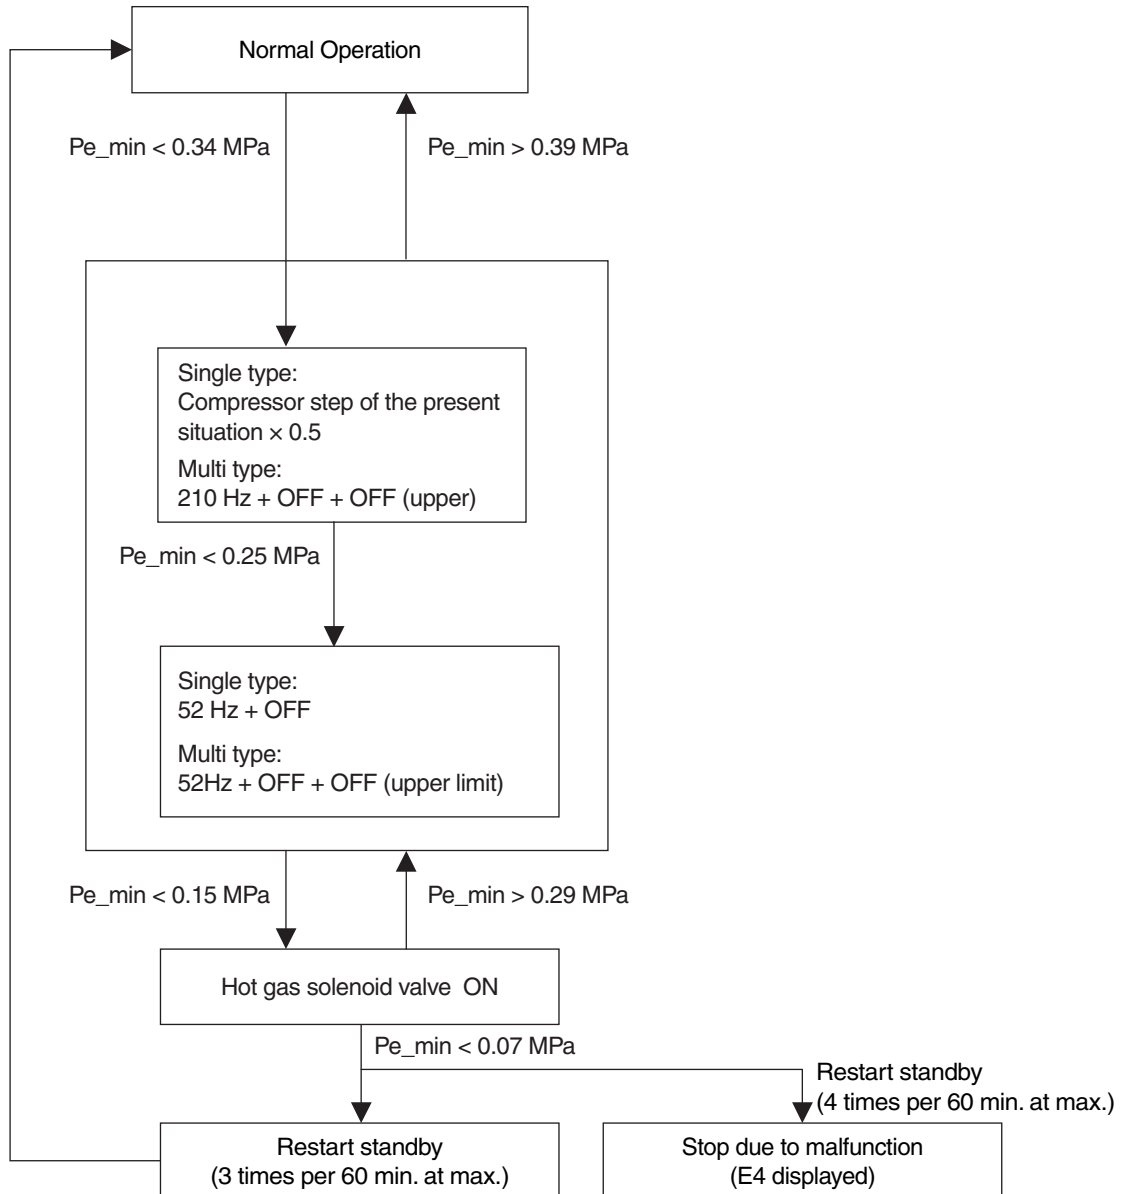 Normal Operation
Pe_min < 0.34 MPa
Pe_min > 0.39 MPa
Single type:
Compressor step of the present
situation × 0.5
Multi type:
210 Hz + OFF + OFF (upper)
Pe_min < 0.25 MPa
Single type:
52 Hz + OFF
Multi type:
52Hz + OFF + OFF (upper limit)
Pe_min < 0.15 MPa
Pe_min > 0.29 MPa
Hot gas solenoid valve  ON
Pe_min < 0.07 MPa
Restart standby
(4 times per 60 min. at max.)
Restart standby
(3 times per 60 min. at max.)
Stop due to malfunction
(E4 displayed)